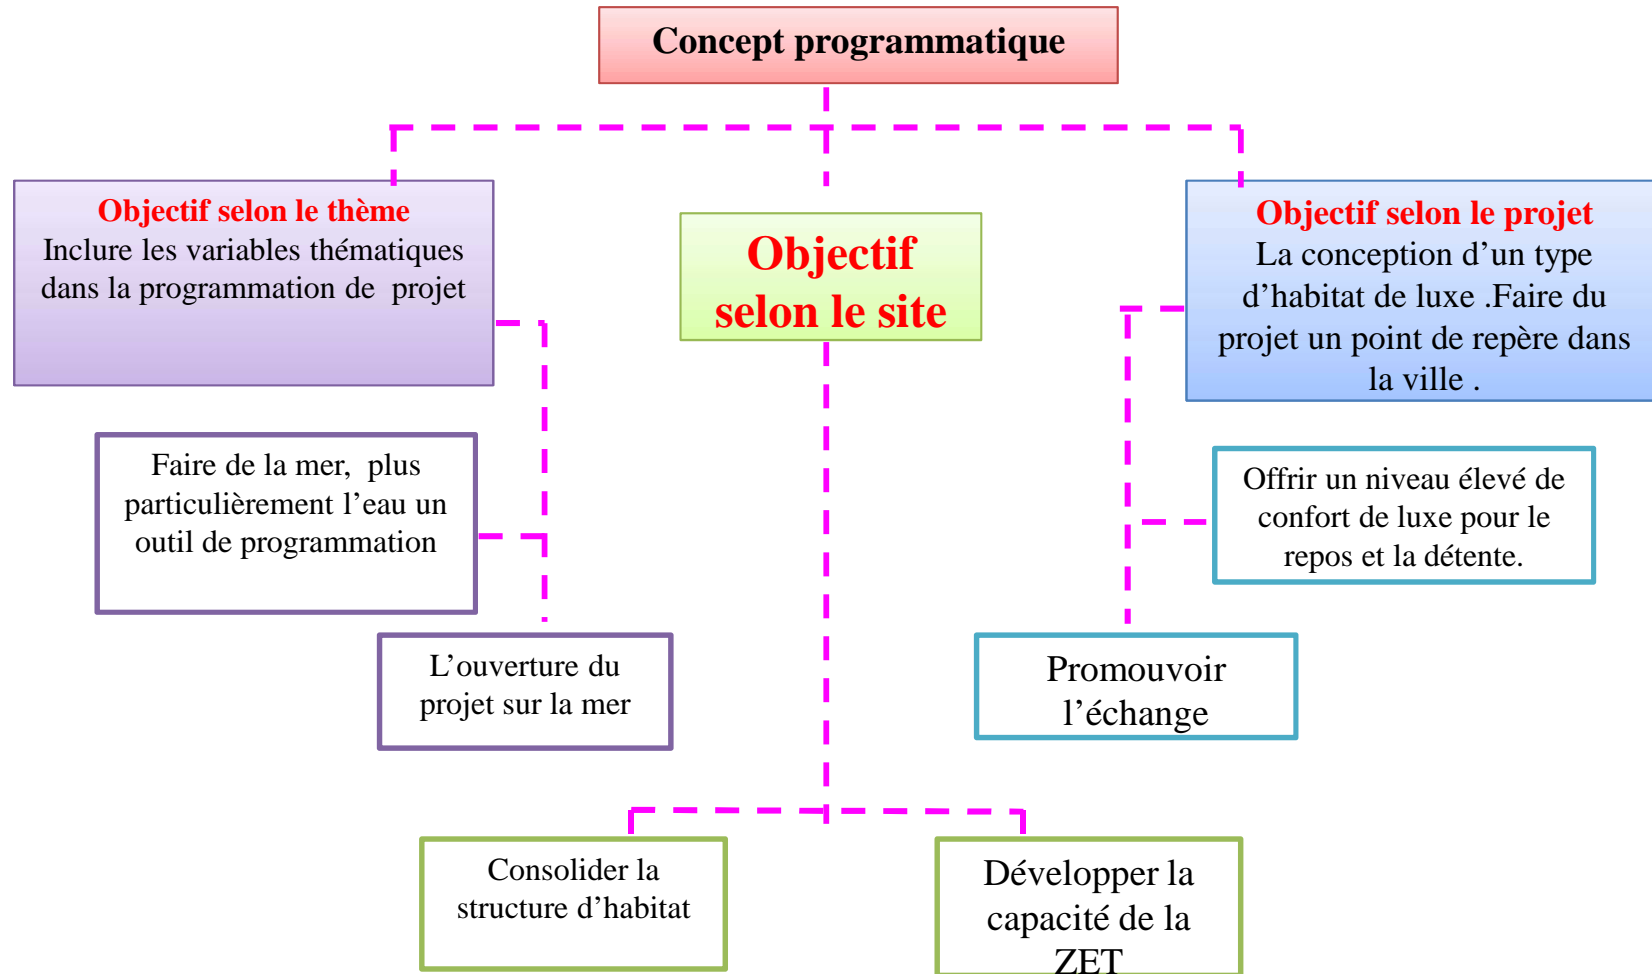 Concept programmatique
Objectif selon le thème
Inclure les variables thématiques
dans la programmation de projet
Objectif
selon le site
Objectif selon le projet
La conception d’un type
d’habitat de luxe .Faire du
projet un point de repère dans
la ville .
Faire de la mer, plus
particulièrement l’eau un
outil de programmation
Offrir un niveau élevé de
confort de luxe pour le
repos et la détente.
L’ouverture du
projet sur la mer
Promouvoir
l’échange
Consolider la
structure d’habitat
Développer la
capacité de la
ZET